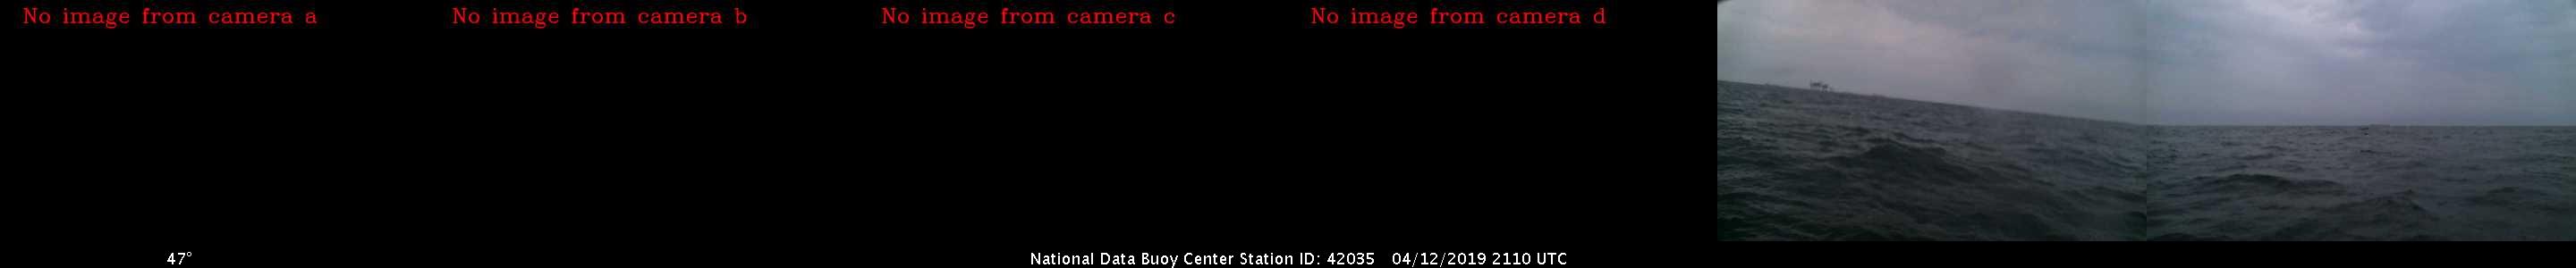 No image from camera a
No image from camera b
No image from camera c
No image from camera d
47°
National Data Buoy Center Station ID: 42035 04/12/2019 2110 UTC